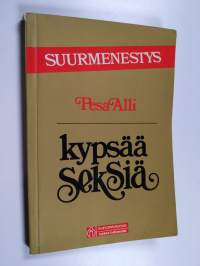 SUURMENESTYS
Pesä Alli
kypsää
seksiä